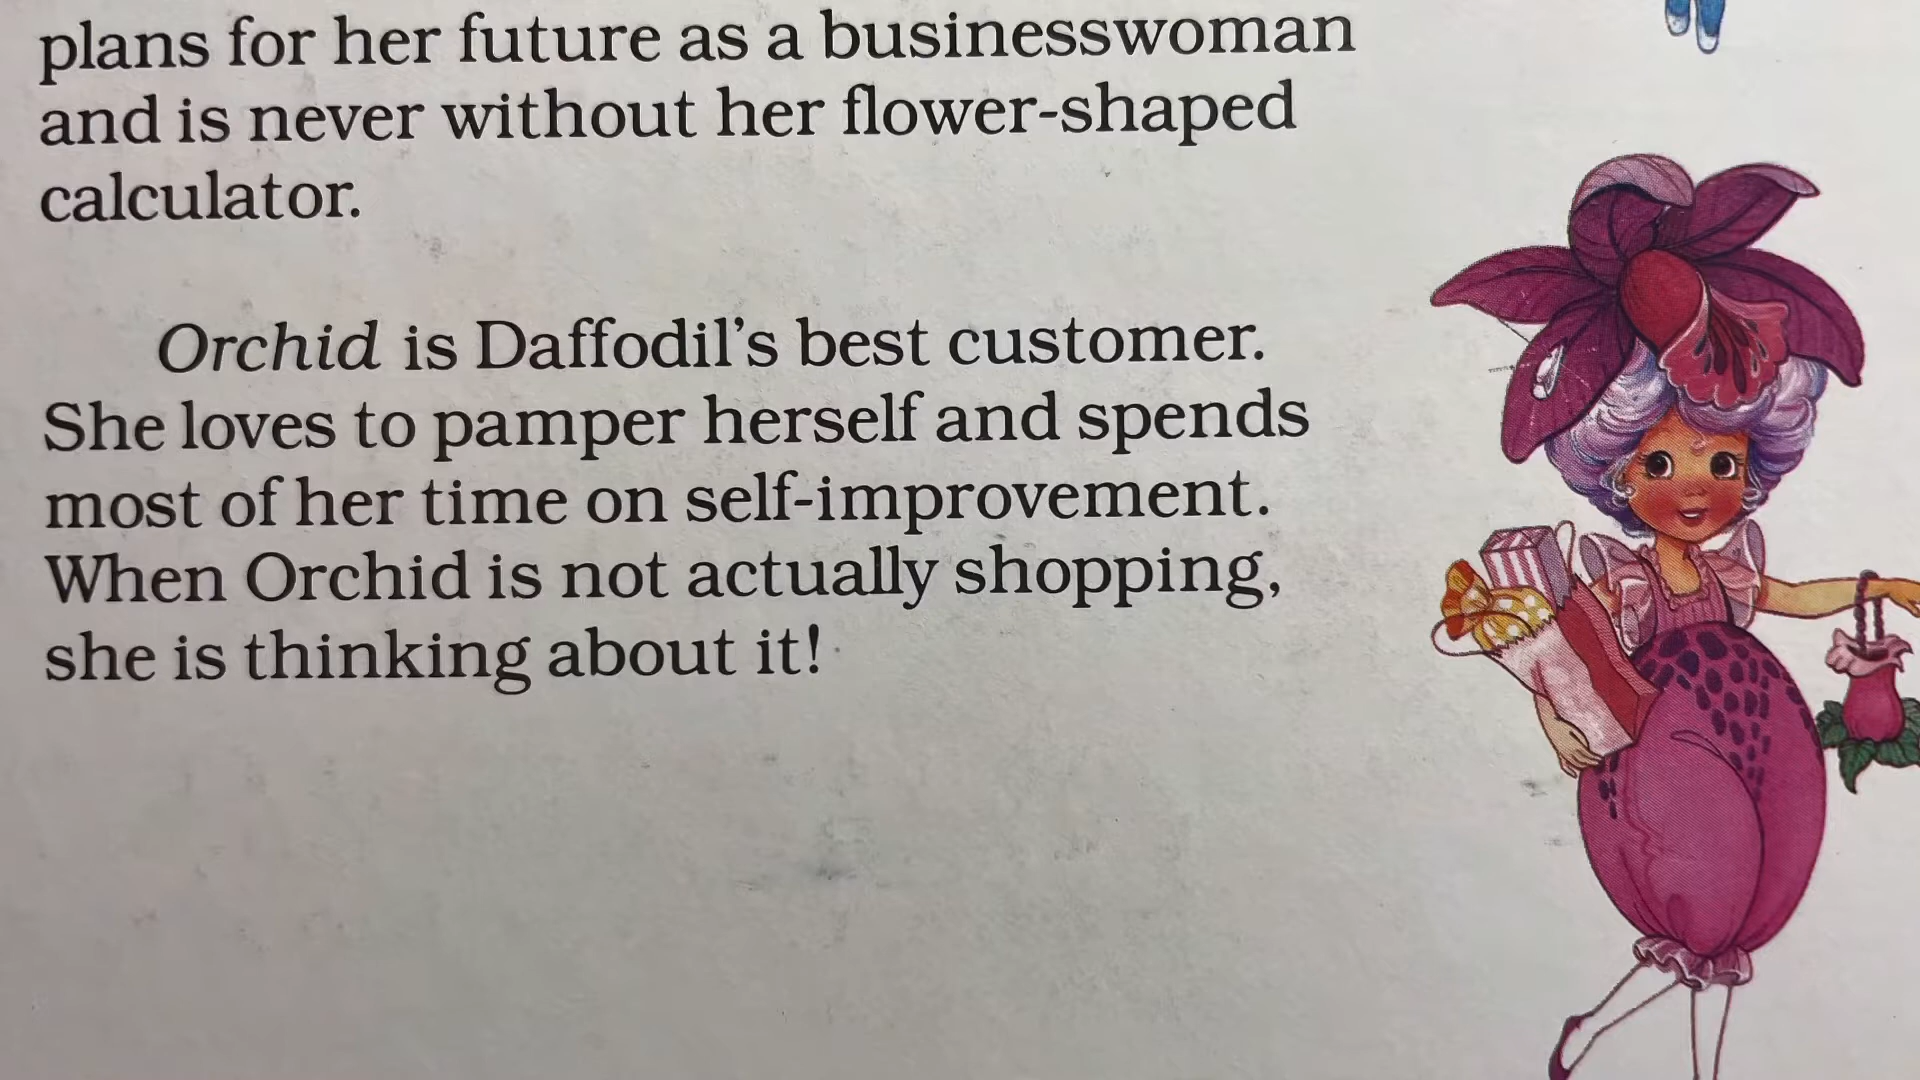 plans for her future as a businesswoman
and is never without her flower-shaped
calculator.
Orchid is Daffodil's best customer.
She loves to pamper herself and spends
most of her time on self-improvement.
When Orchid is not actually shopping,
she is thinking about it!